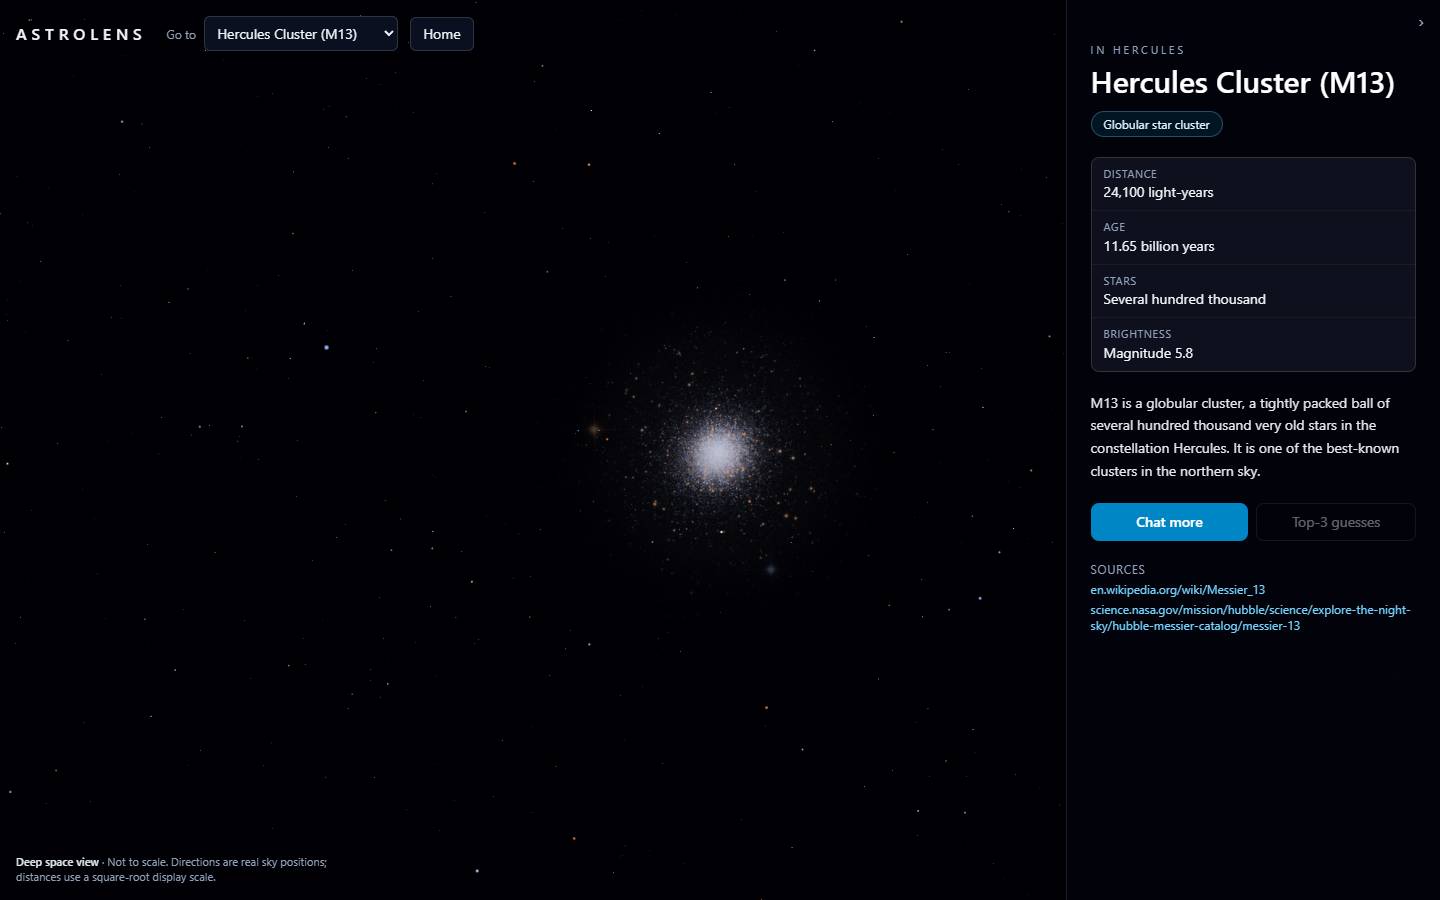 ASTROLENS Go to Hercules Cluster (M13) Home
IN HERCULES
Hercules Cluster (M13)
Globular star cluster
DISTANCE
24,100 light-years
AGE
11.65 billion years
STARS
Several hundred thousand
BRIGHTNESS
Magnitude 5.8
M13 is a globular cluster, a tightly packed ball of
several hundred thousand very old stars in the
constellation Hercules. It is one of the best-known
clusters in the northern sky.
Chat more Top-3 guesses
SOURCES
en.wikipedia.org/wiki/Messier_13
science.nasa.gov/mission/hubble/science/explore-the-night-
sky/hubble-messier-catalog/messier-13
Deep space view · Not to scale. Directions are real sky positions;
distances use a square-root display scale.